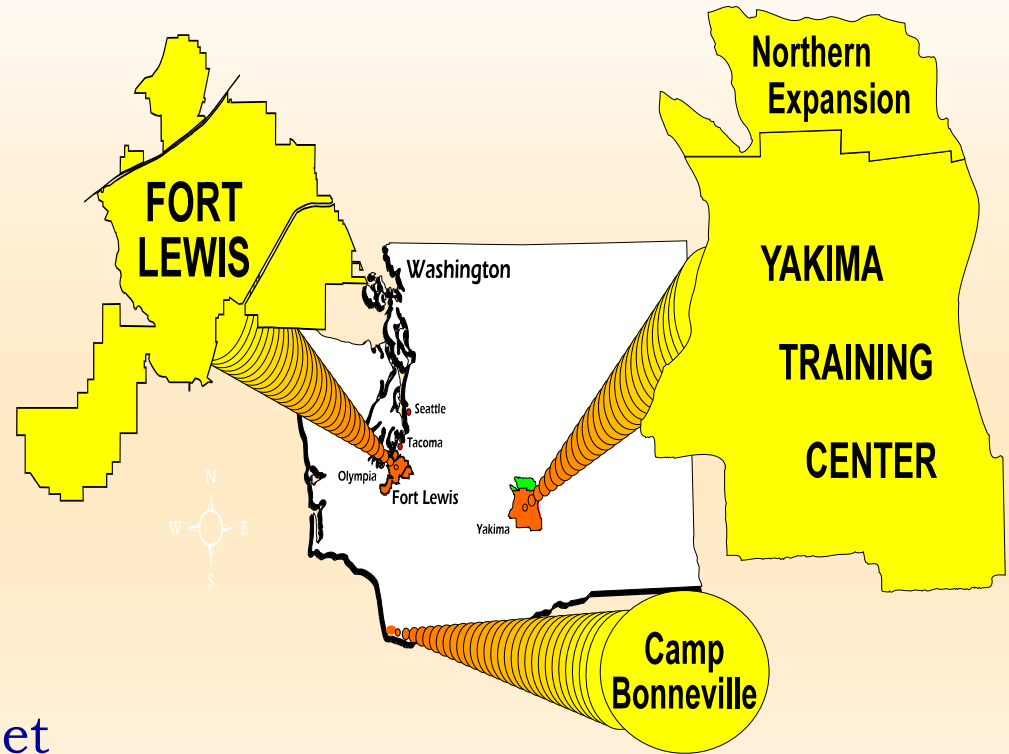 Northern
Expansion
FORT
LEWIS
YAKIMA
TRAINING
CENTER
Washington
Seattle
Tacoma
Olympia
Fort Lewis
Yakima
N
W E
S
Camp
Bonneville
et